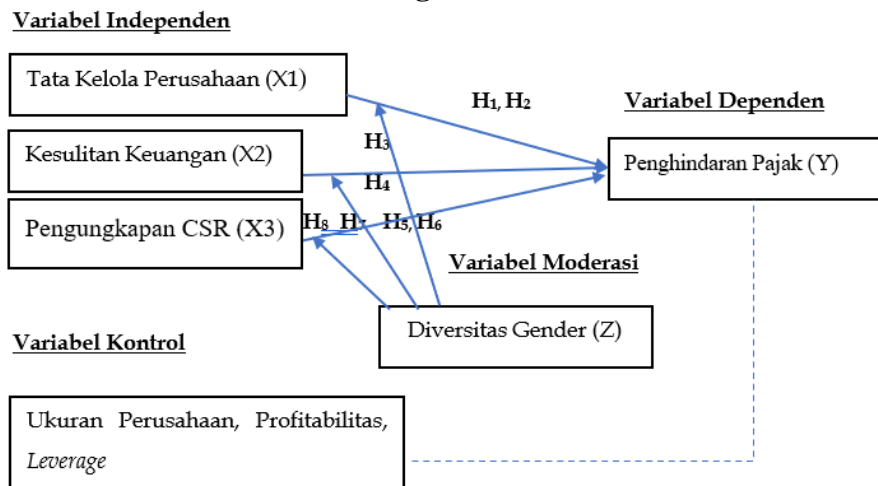 Variabel Independen
Tata Kelola Perusahaan (X1)
H₁, H₂
Variabel Dependen
Kesulitan Keuangan (X2)
H₃
Penghindaran Pajak (Y)
H₄
Pengungkapan CSR (X3)
H₈ H₇ H₅, H₆
Variabel Moderasi
Diversitas Gender (Z)
Variabel Kontrol
Ukuran Perusahaan, Profitabilitas,
Leverage